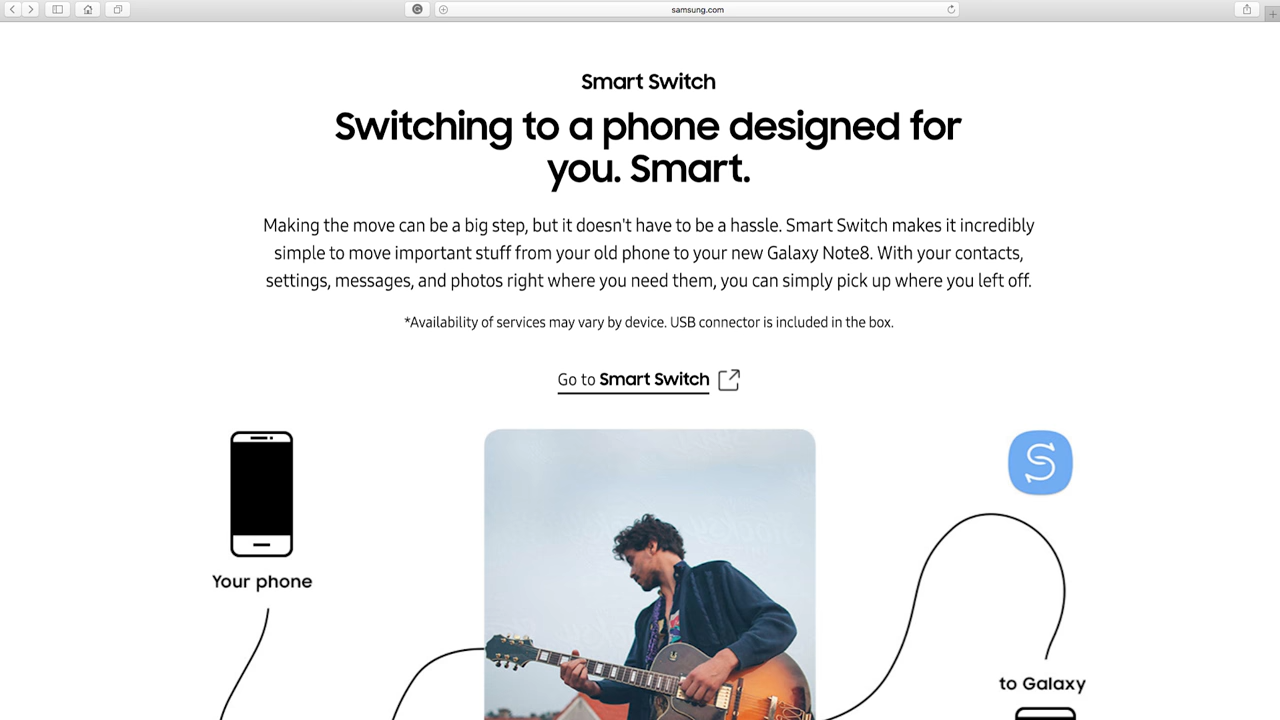 samsung.com
Smart Switch
Switching to a phone designed for
you. Smart.
Making the move can be a big step, but it doesn't have to be a hassle. Smart Switch makes it incredibly
simple to move important stuff from your old phone to your new Galaxy Note8. With your contacts,
settings, messages, and photos right where you need them, you can simply pick up where you left off.
*Availability of services may vary by device. USB connector is included in the box.
Go to Smart Switch
S
Your phone
to Galaxy